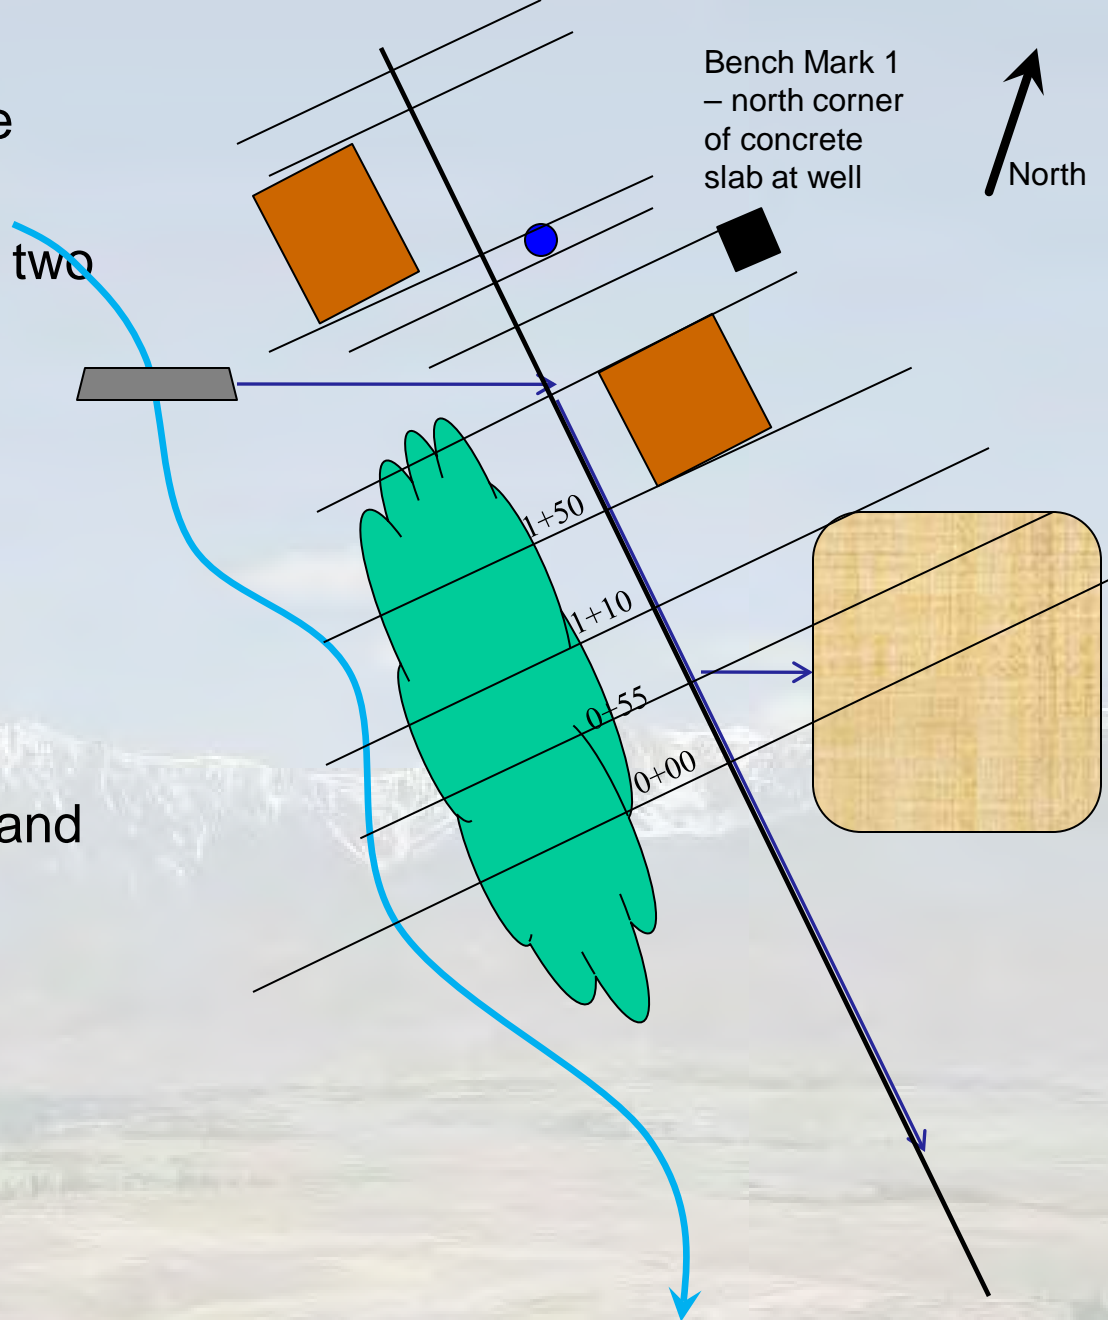 e
two
and
Bench Mark 1
– north corner
of concrete
slab at well
North
1+50
1+10
0+55
0+00